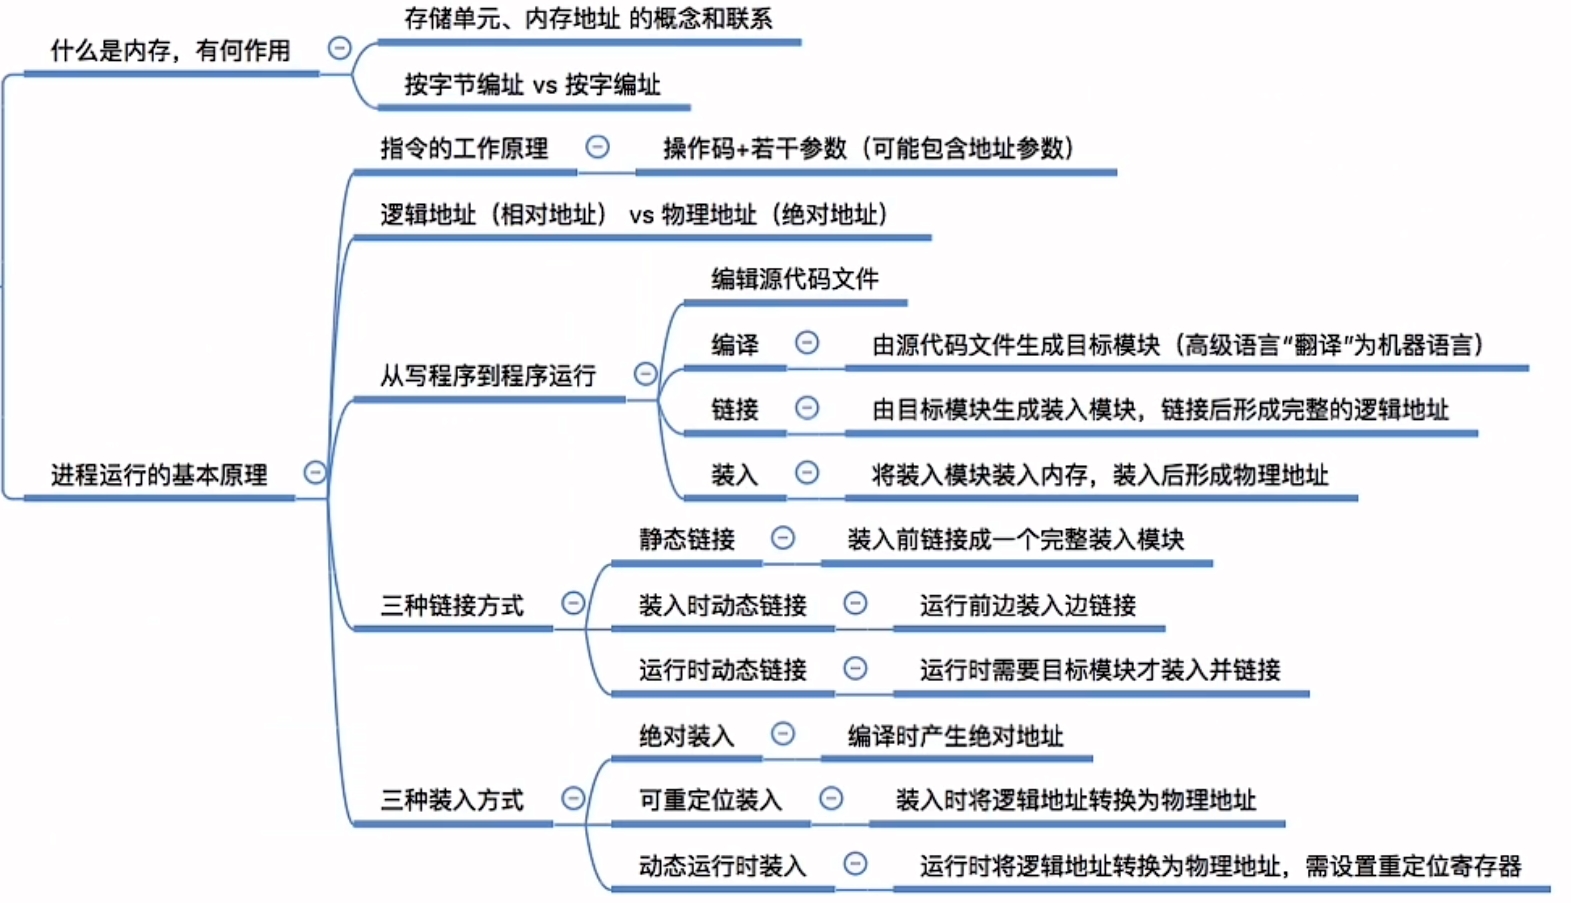 什么是内存，有何作用
存储单元、内存地址 的概念和联系
按字节编址 vs 按字编址
进程运行的基本原理
指令的工作原理
操作码+若干参数（可能包含地址参数）
逻辑地址（相对地址） vs 物理地址（绝对地址）
从写程序到程序运行
编辑源代码文件
编译
由源代码文件生成目标模块（高级语言“翻译”为机器语言）
链接
由目标模块生成装入模块，链接后形成完整的逻辑地址
装入
将装入模块装入内存，装入后形成物理地址
三种链接方式
静态链接
装入前链接成一个完整装入模块
装入时动态链接
运行前边装入边链接
运行时动态链接
运行时需要目标模块才装入并链接
三种装入方式
绝对装入
编译时产生绝对地址
可重定位装入
装入时将逻辑地址转换为物理地址
动态运行时装入
运行时将逻辑地址转换为物理地址，需设置重定位寄存器